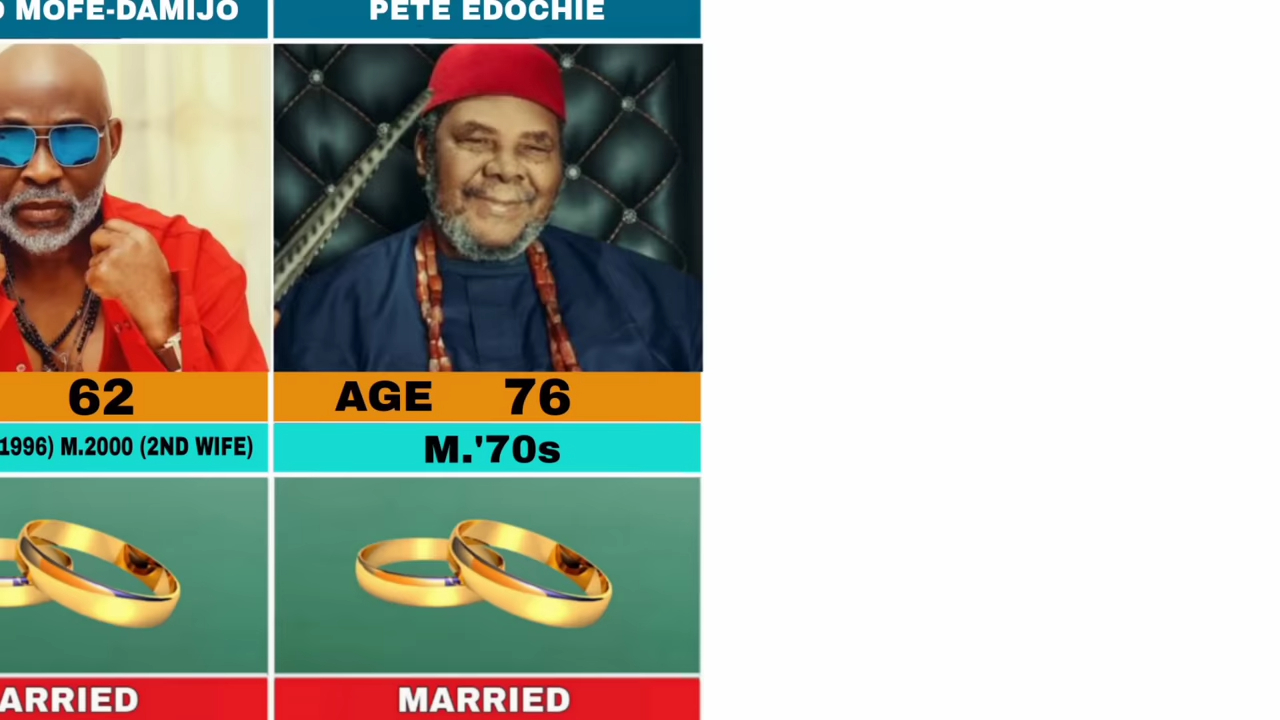 MOFE-DAMIJO
PETE EDOCHIE
62
AGE 76
1996) M.2000 (2ND WIFE)
M.'70s
ARRIED
MARRIED